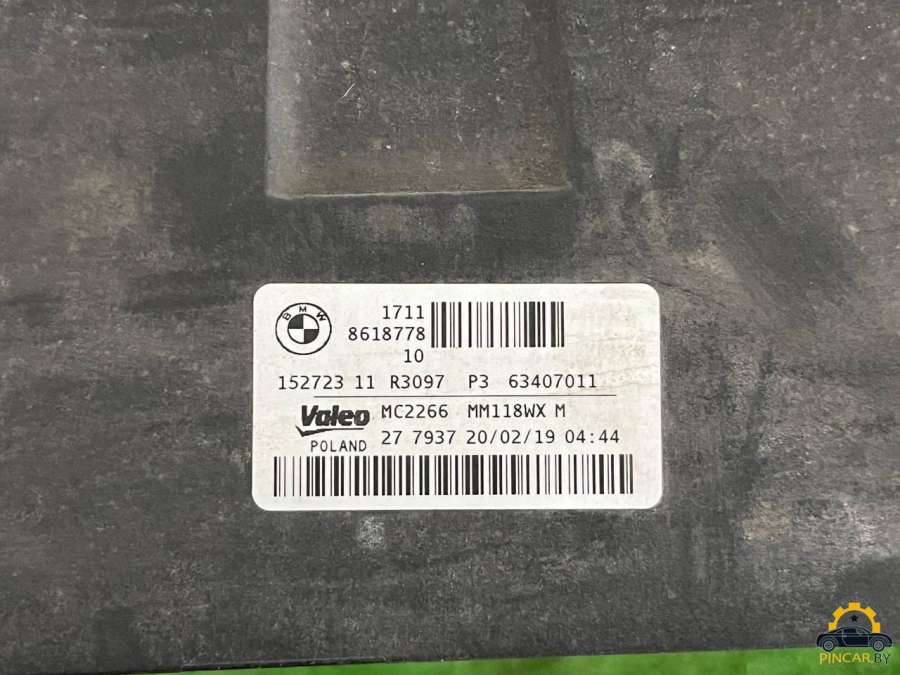 BMW
1711
8618778
10
152723 11 R3097 P3 63407011
Valeo MC2266 MM118WX M
POLAND 27 7937 20/02/19 04:44
PINCAR.BY